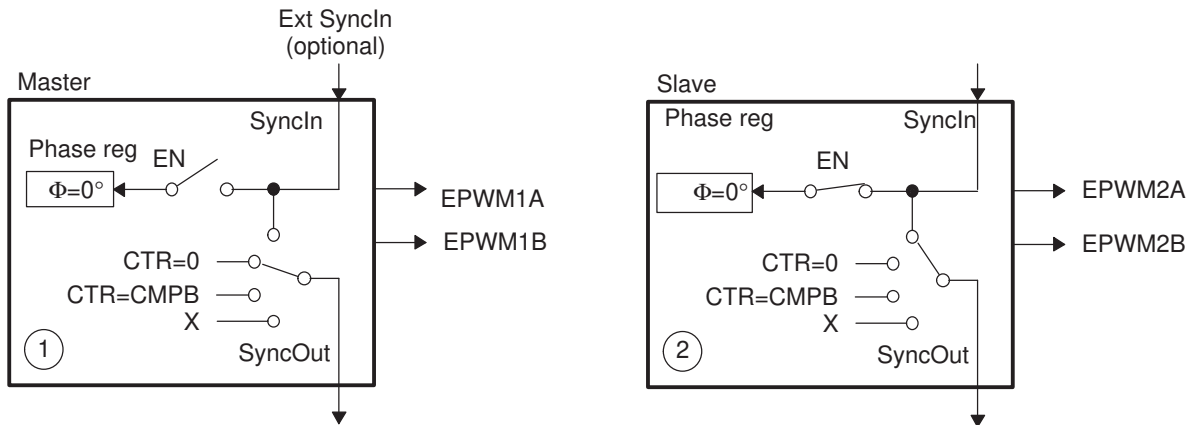 Ext SyncIn
(optional)
Master
SyncIn
Phase reg
EN
Φ=0°
EPWM1A
EPWM1B
CTR=0
CTR=CMPB
X
1
SyncOut
Slave
Phase reg
SyncIn
EN
Φ=0°
EPWM2A
EPWM2B
CTR=0
CTR=CMPB
X
2
SyncOut